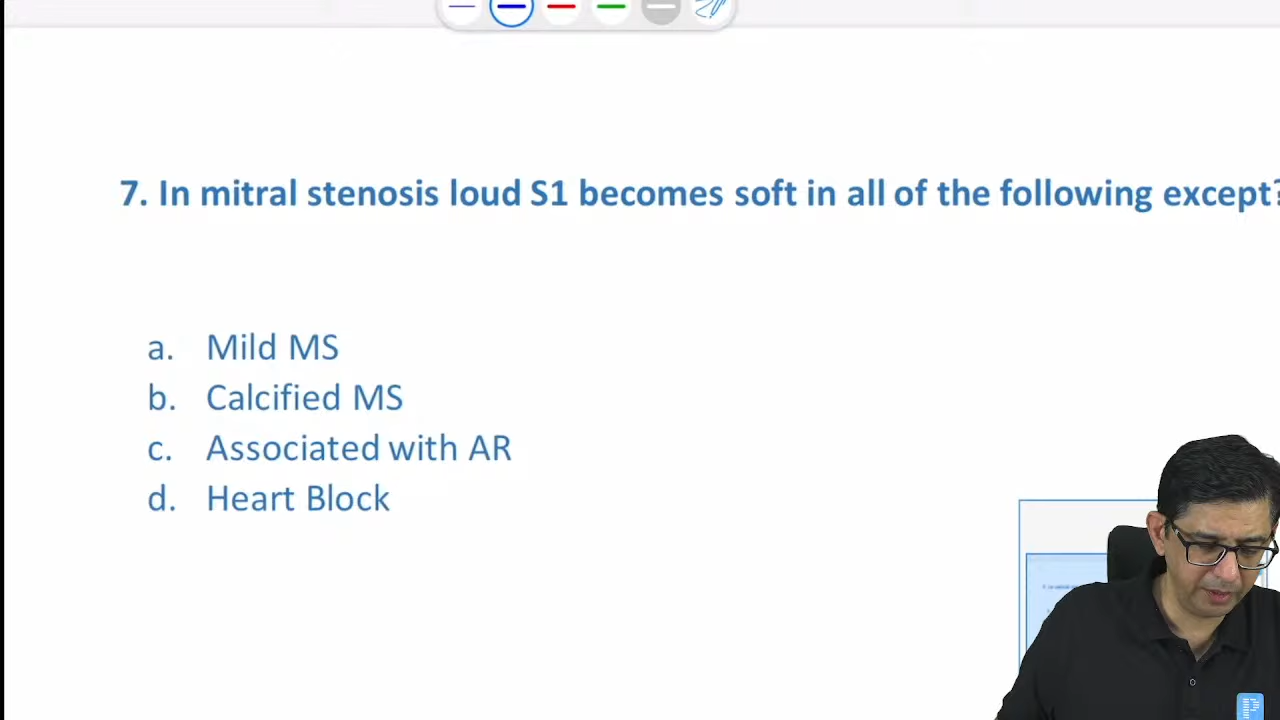 7. In mitral stenosis loud S1 becomes soft in all of the following except?
a. Mild MS
b. Calcified MS
c. Associated with AR
d. Heart Block